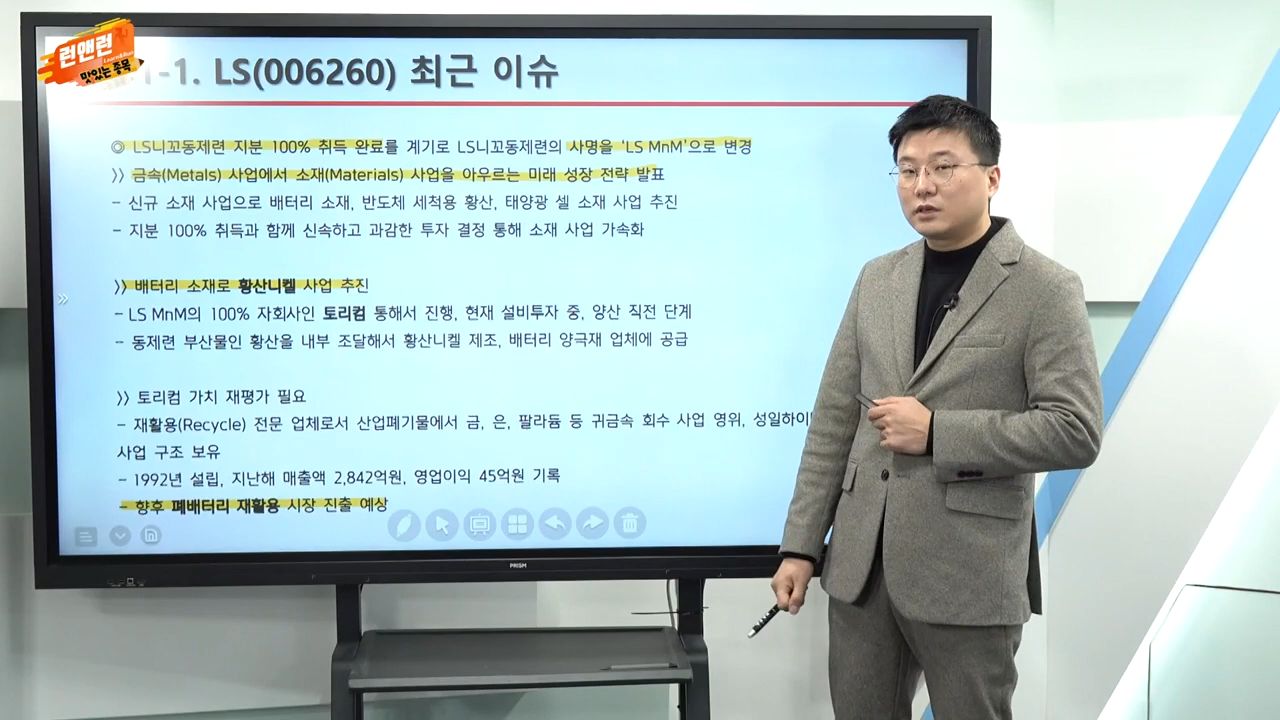 런앤런
Learn&Run
맛있는 종목
1-1. LS(006260) 최근 이슈
◎ LS니꼬동제련 지분 100% 취득 완료를 계기로 LS니꼬동제련의 사명을 ‘LS MnM’으로 변경
》 금속(Metals) 사업에서 소재(Materials) 사업을 아우르는 미래 성장 전략 발표
- 신규 소재 사업으로 배터리 소재, 반도체 세척용 황산, 태양광 셀 소재 사업 추진
- 지분 100% 취득과 함께 신속하고 과감한 투자 결정 통해 소재 사업 가속화
》 배터리 소재로 황산니켈 사업 추진
- LS MnM의 100% 자회사인 토리컴 통해서 진행, 현재 설비투자 중, 양산 직전 단계
- 동제련 부산물인 황산을 내부 조달해서 황산니켈 제조, 배터리 양극재 업체에 공급
》 토리컴 가치 재평가 필요
- 재활용(Recycle) 전문 업체로서 산업폐기물에서 금, 은, 팔라듐 등 귀금속 회수 사업 영위,
사업 구조 보유
- 1992년 설립, 지난해 매출액 2,842억원, 영업이익 45억원 기록
- 향후 폐배터리 재활용 시장 진출 예상
PRISM